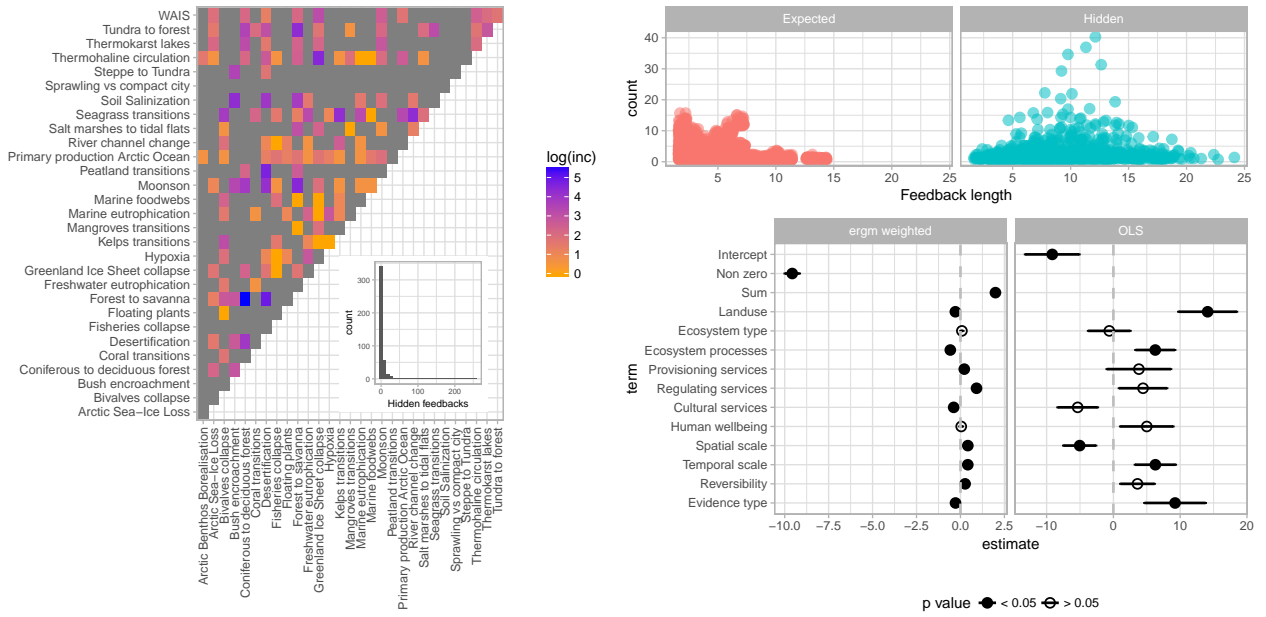 WAIS
Tundra to forest
Thermokarst lakes
Thermohaline circulation
Steppe to Tundra
Sprawling vs compact city
Soil Salinization
Seagrass transitions
Salt marshes to tidal flats
River channel change
Primary production Arctic Ocean
Peatland transitions
Moonson
Marine foodwebs
Marine eutrophication
Mangroves transitions
Kelps transitions
Hypoxia
Greenland Ice Sheet collapse
Freshwater eutrophication
Forest to savanna
Floating plants
Fisheries collapse
Desertification
Coral transitions
Coniferous to deciduous forest
Bush encroachment
Bivalves collapse
Arctic Sea−Ice Loss
Arctic Benthos Borealisation
Arctic Sea−Ice Loss
Bivalves collapse
Bush encroachment
Coniferous to deciduous forest
Coral transitions
Desertification
Fisheries collapse
Floating plants
Forest to savanna
Freshwater eutrophication
Greenland Ice Sheet collapse
Hypoxia
Kelps transitions
Mangroves transitions
Marine eutrophication
Marine foodwebs
Moonson
Peatland transitions
Primary production Arctic Ocean
River channel change
Salt marshes to tidal flats
Seagrass transitions
Soil Salinization
Sprawling vs compact city
Steppe to Tundra
Thermohaline circulation
Thermokarst lakes
Tundra to forest
count
300
200
100
0
0 200
Hidden feedbacks
log(inc)
5
4
3
2
1
0
Expected Hidden
count
40
30
20
10
0
5 10 15 20 25 5 10 15 20 25
Feedback length
ergm weighted OLS
term
Intercept
Non zero
Sum
Landuse
Ecosystem type
Ecosystem processes
Provisioning services
Regulating services
Cultural services
Human wellbeing
Spatial scale
Temporal scale
Reversibility
Evidence type
−10.0 −7.5 −5.0 −2.5 0.0 2.5 −10 0 10 20
estimate
p value < 0.05 > 0.05